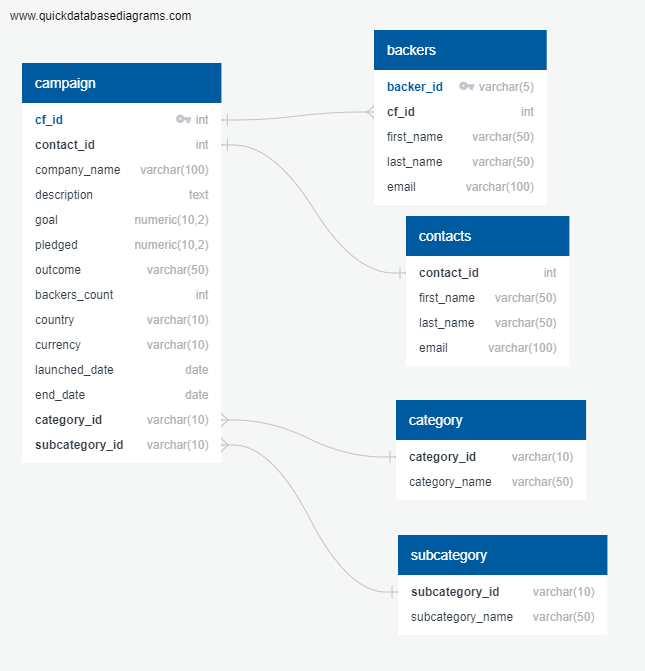 www.quickdatabasediagrams.com
campaign
cf_id int
contact_id int
company_name varchar(100)
description text
goal numeric(10,2)
pledged numeric(10,2)
outcome varchar(50)
backers_count int
country varchar(10)
currency varchar(10)
launched_date date
end_date date
category_id varchar(10)
subcategory_id varchar(10)
backers
backer_id varchar(5)
cf_id int
first_name varchar(50)
last_name varchar(50)
email varchar(100)
contacts
contact_id int
first_name varchar(50)
last_name varchar(50)
email varchar(100)
category
category_id varchar(10)
category_name varchar(50)
subcategory
subcategory_id varchar(10)
subcategory_name varchar(50)